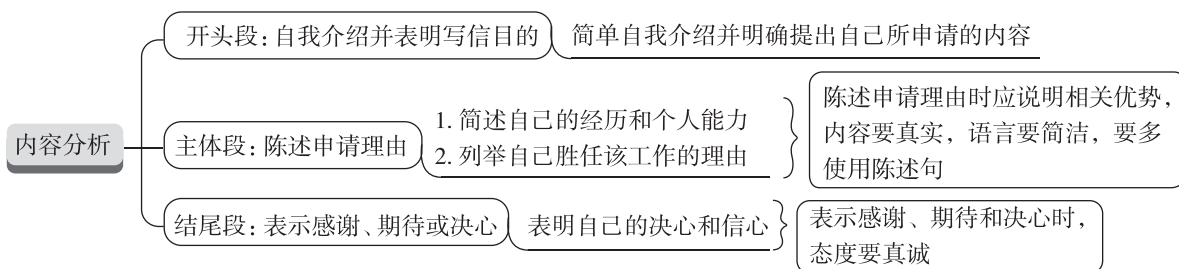 内容分析
开头段：自我介绍并表明写信目的
简单自我介绍并明确提出自己所申请的内容
主体段：陈述申请理由
1. 简述自己的经历和个人能力
2. 列举自己胜任该工作的理由
陈述申请理由时应说明相关优势，
内容要真实，语言要简洁，要多
使用陈述句
结尾段：表示感谢、期待或决心
表明自己的决心和信心
表示感谢、期待和决心时，
态度要真诚